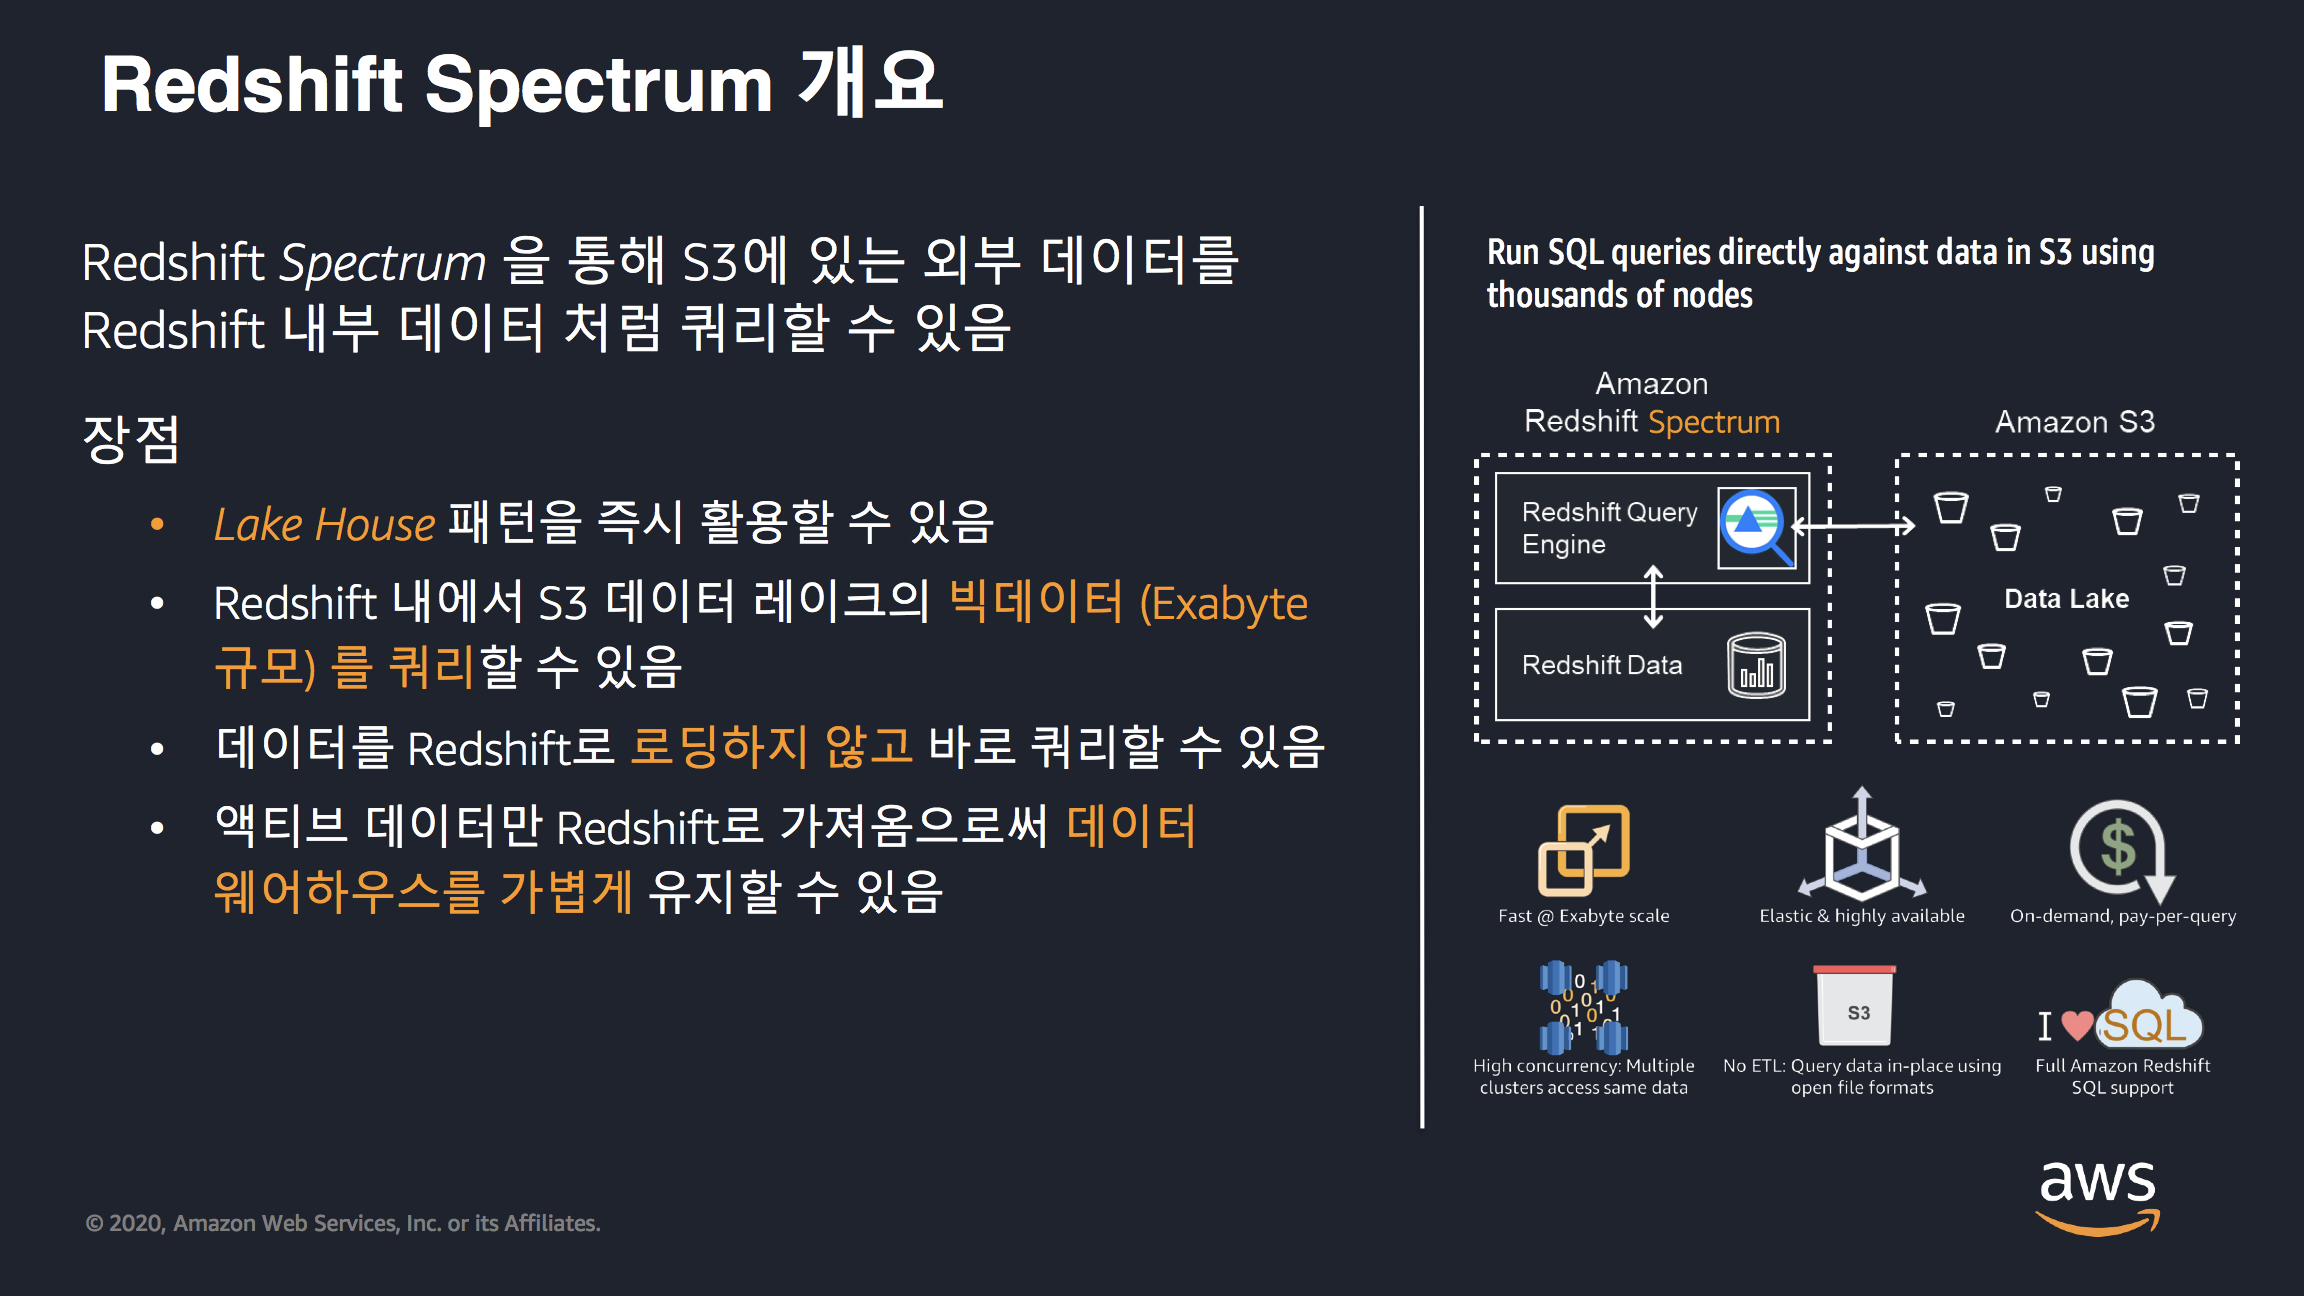 Redshift Spectrum 개요
Redshift Spectrum 을 통해 S3에 있는 외부 데이터를
Redshift 내부 데이터 처럼 쿼리할 수 있음
장점
• Lake House 패턴을 즉시 활용할 수 있음
• Redshift 내에서 S3 데이터 레이크의 빅데이터 (Exabyte
규모) 를 쿼리할 수 있음
• 데이터를 Redshift로 로딩하지 않고 바로 쿼리할 수 있음
• 액티브 데이터만 Redshift로 가져옴으로써 데이터
웨어하우스를 가볍게 유지할 수 있음
Run SQL queries directly against data in S3 using
thousands of nodes
Amazon
Redshift Spectrum
Amazon S3
Redshift Query
Engine
Redshift Data
Data Lake
$
Fast @ Exabyte scale
Elastic & highly available
On-demand, pay-per-query
S3
I ❤ SQL
High concurrency: Multiple
clusters access same data
No ETL: Query data in-place using
open file formats
Full Amazon Redshift
SQL support
© 2020, Amazon Web Services, Inc. or its Affiliates.
aws